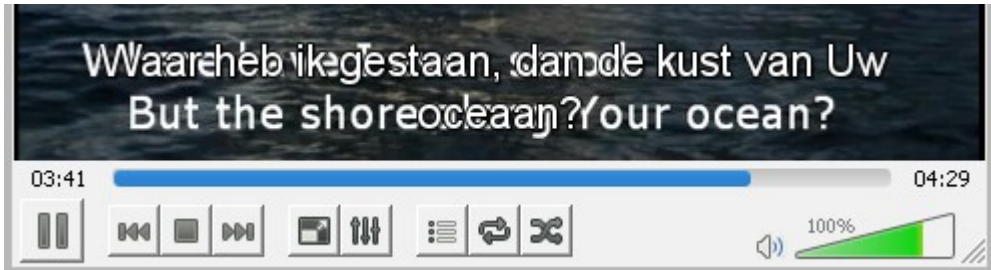 Waar heb ik gestaan, dan de kust van Uw
oceaan?
But the shore of Your ocean?
03:41
04:29
100%